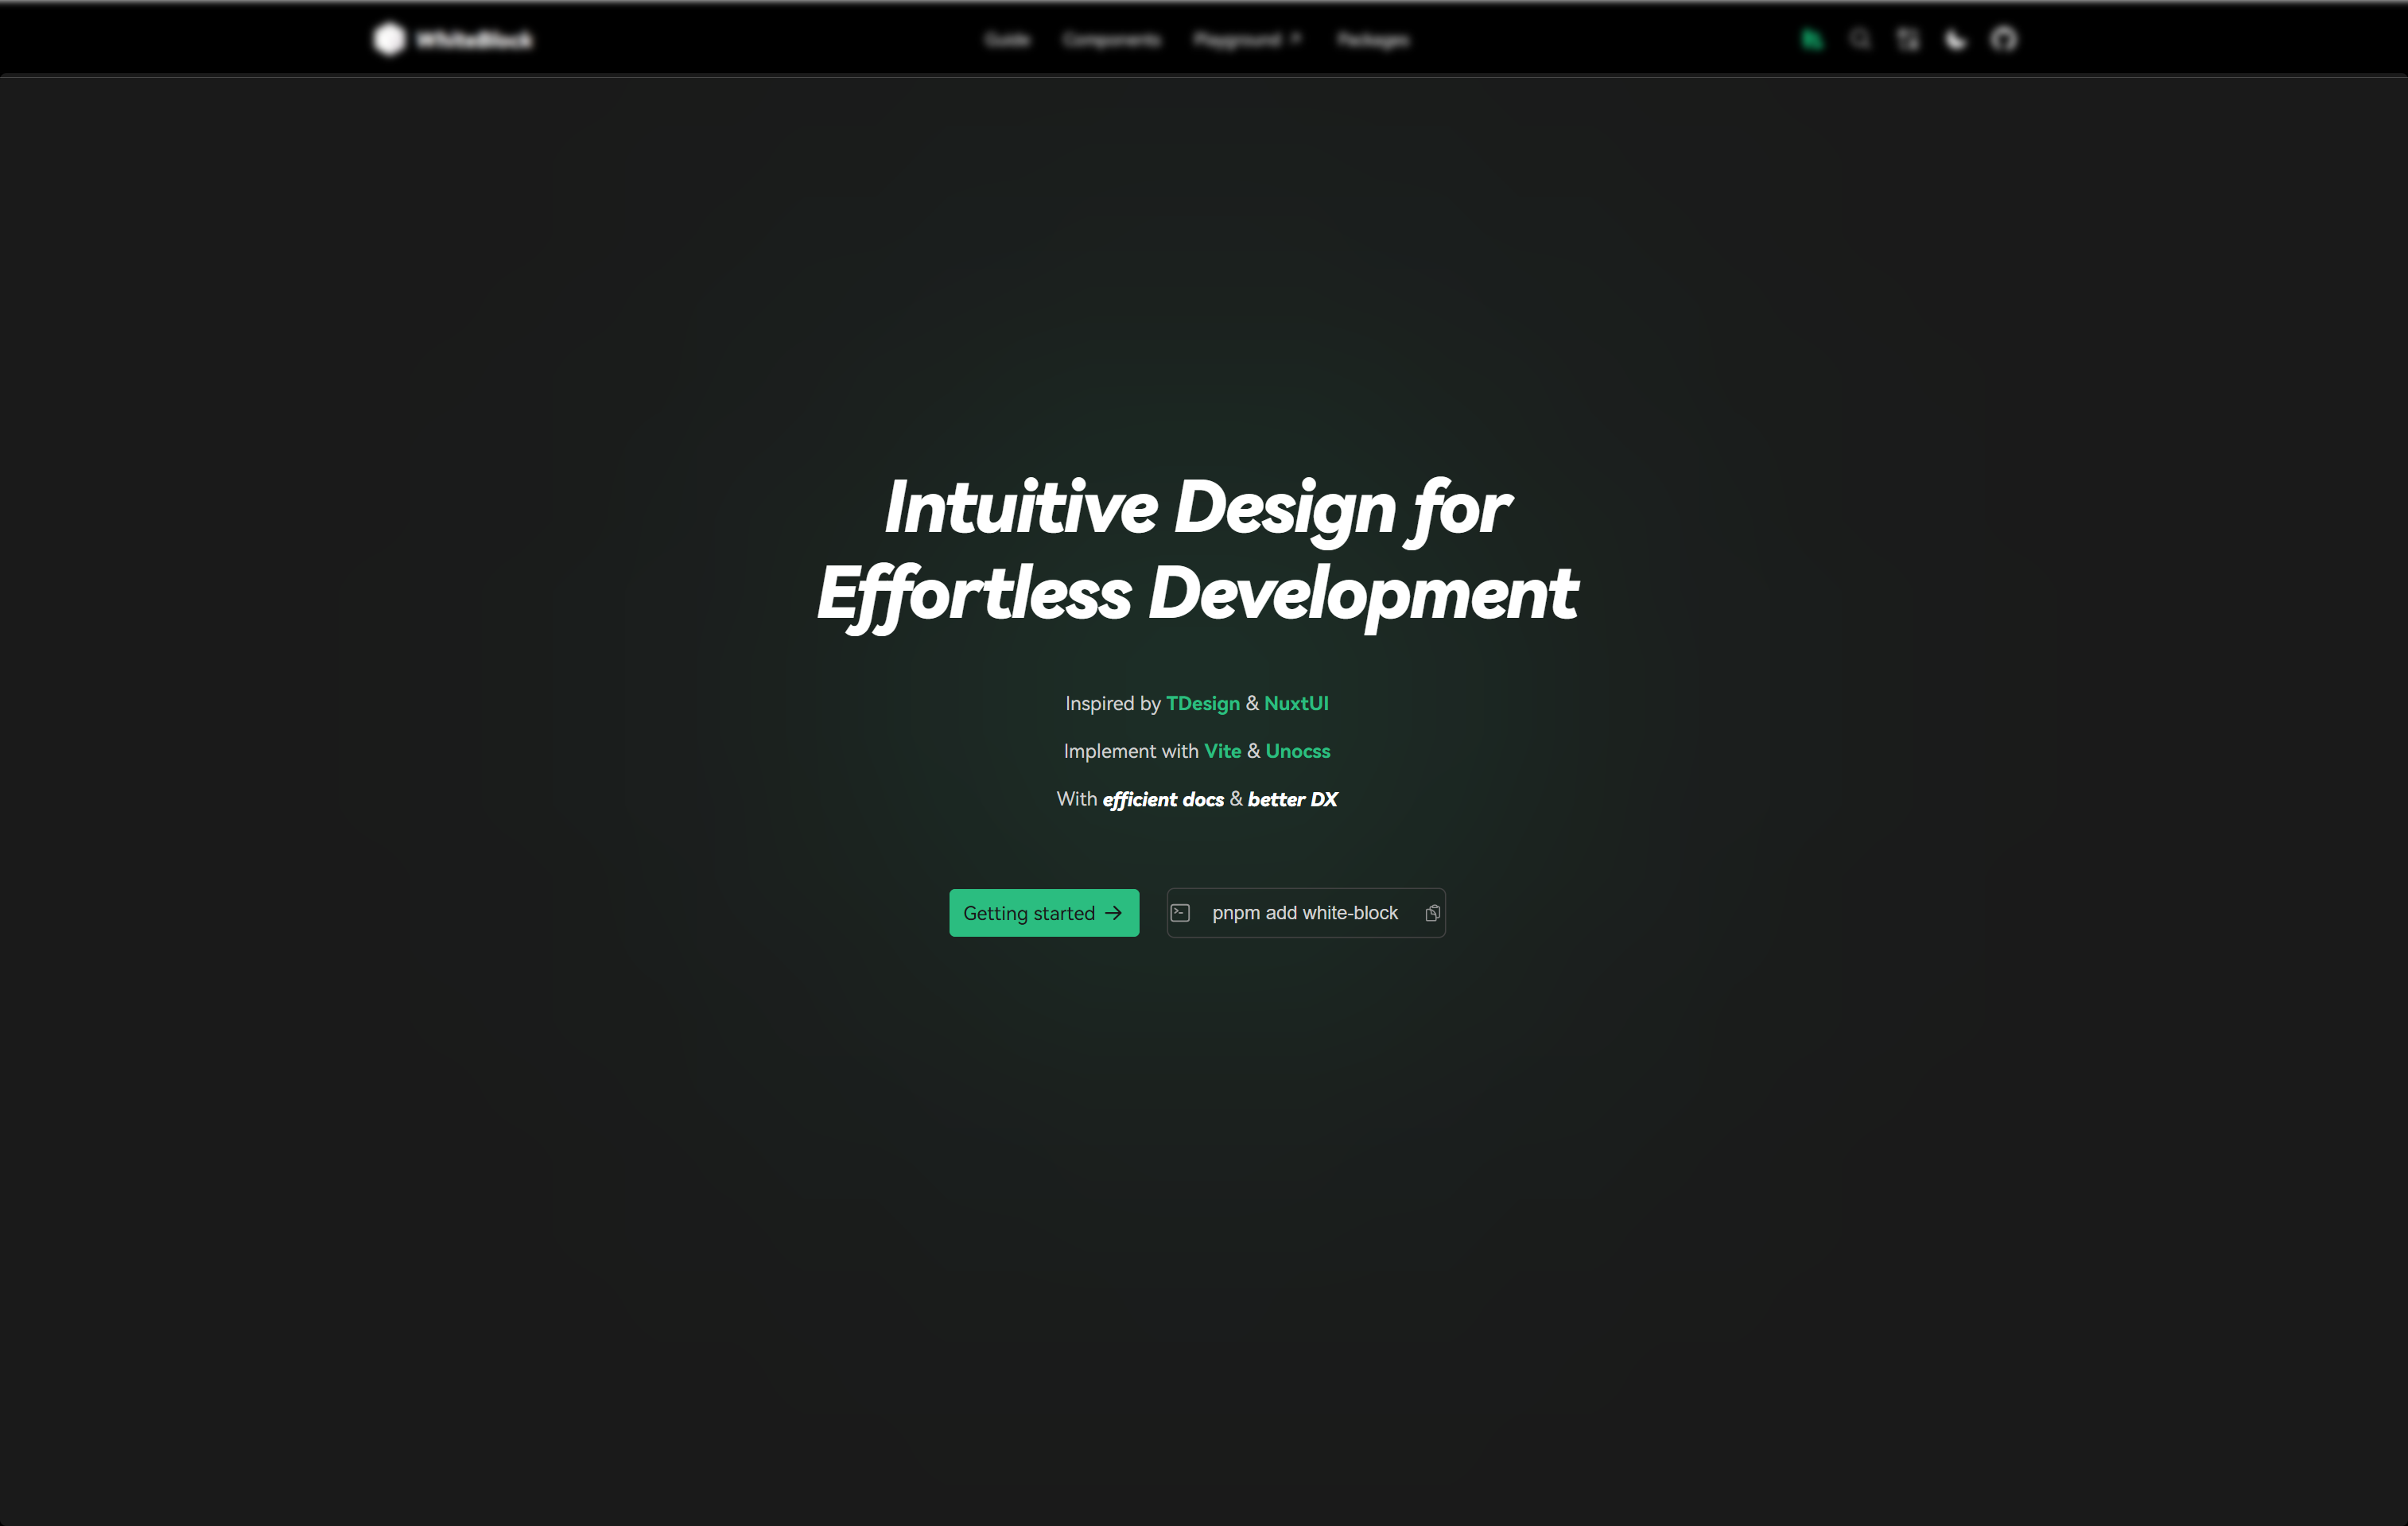 WhiteBlock
Guide Components Playground Packages
Intuitive Design for
Effortless Development
Inspired by TDesign & NuxtUI
Implement with Vite & Unocss
With efficient docs & better DX
Getting started
pnpm add white-block